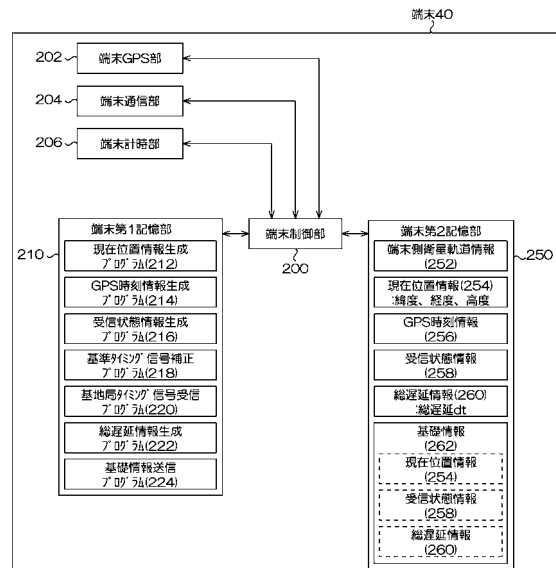 端末40
202
端末GPS部
204
端末通信部
206
端末計時部
端末制御部
200
210
端末第1記憶部
現在位置情報生成
プログラム(212)
GPS時刻情報生成
プログラム(214)
受信状態情報生成
プログラム(216)
基準タイミング信号補正
プログラム(218)
基地局タイミング信号受信
プログラム(220)
総遅延情報生成
プログラム(222)
基礎情報送信
プログラム(224)
250
端末第2記憶部
端末側衛星軌道情報
(252)
現在位置情報(254)
:緯度、経度、高度
GPS時刻情報
(256)
受信状態情報
(258)
総遅延情報(260)
:総遅延dt
基礎情報
(262)
現在位置情報
(254)
受信状態情報
(258)
総遅延情報
(260)